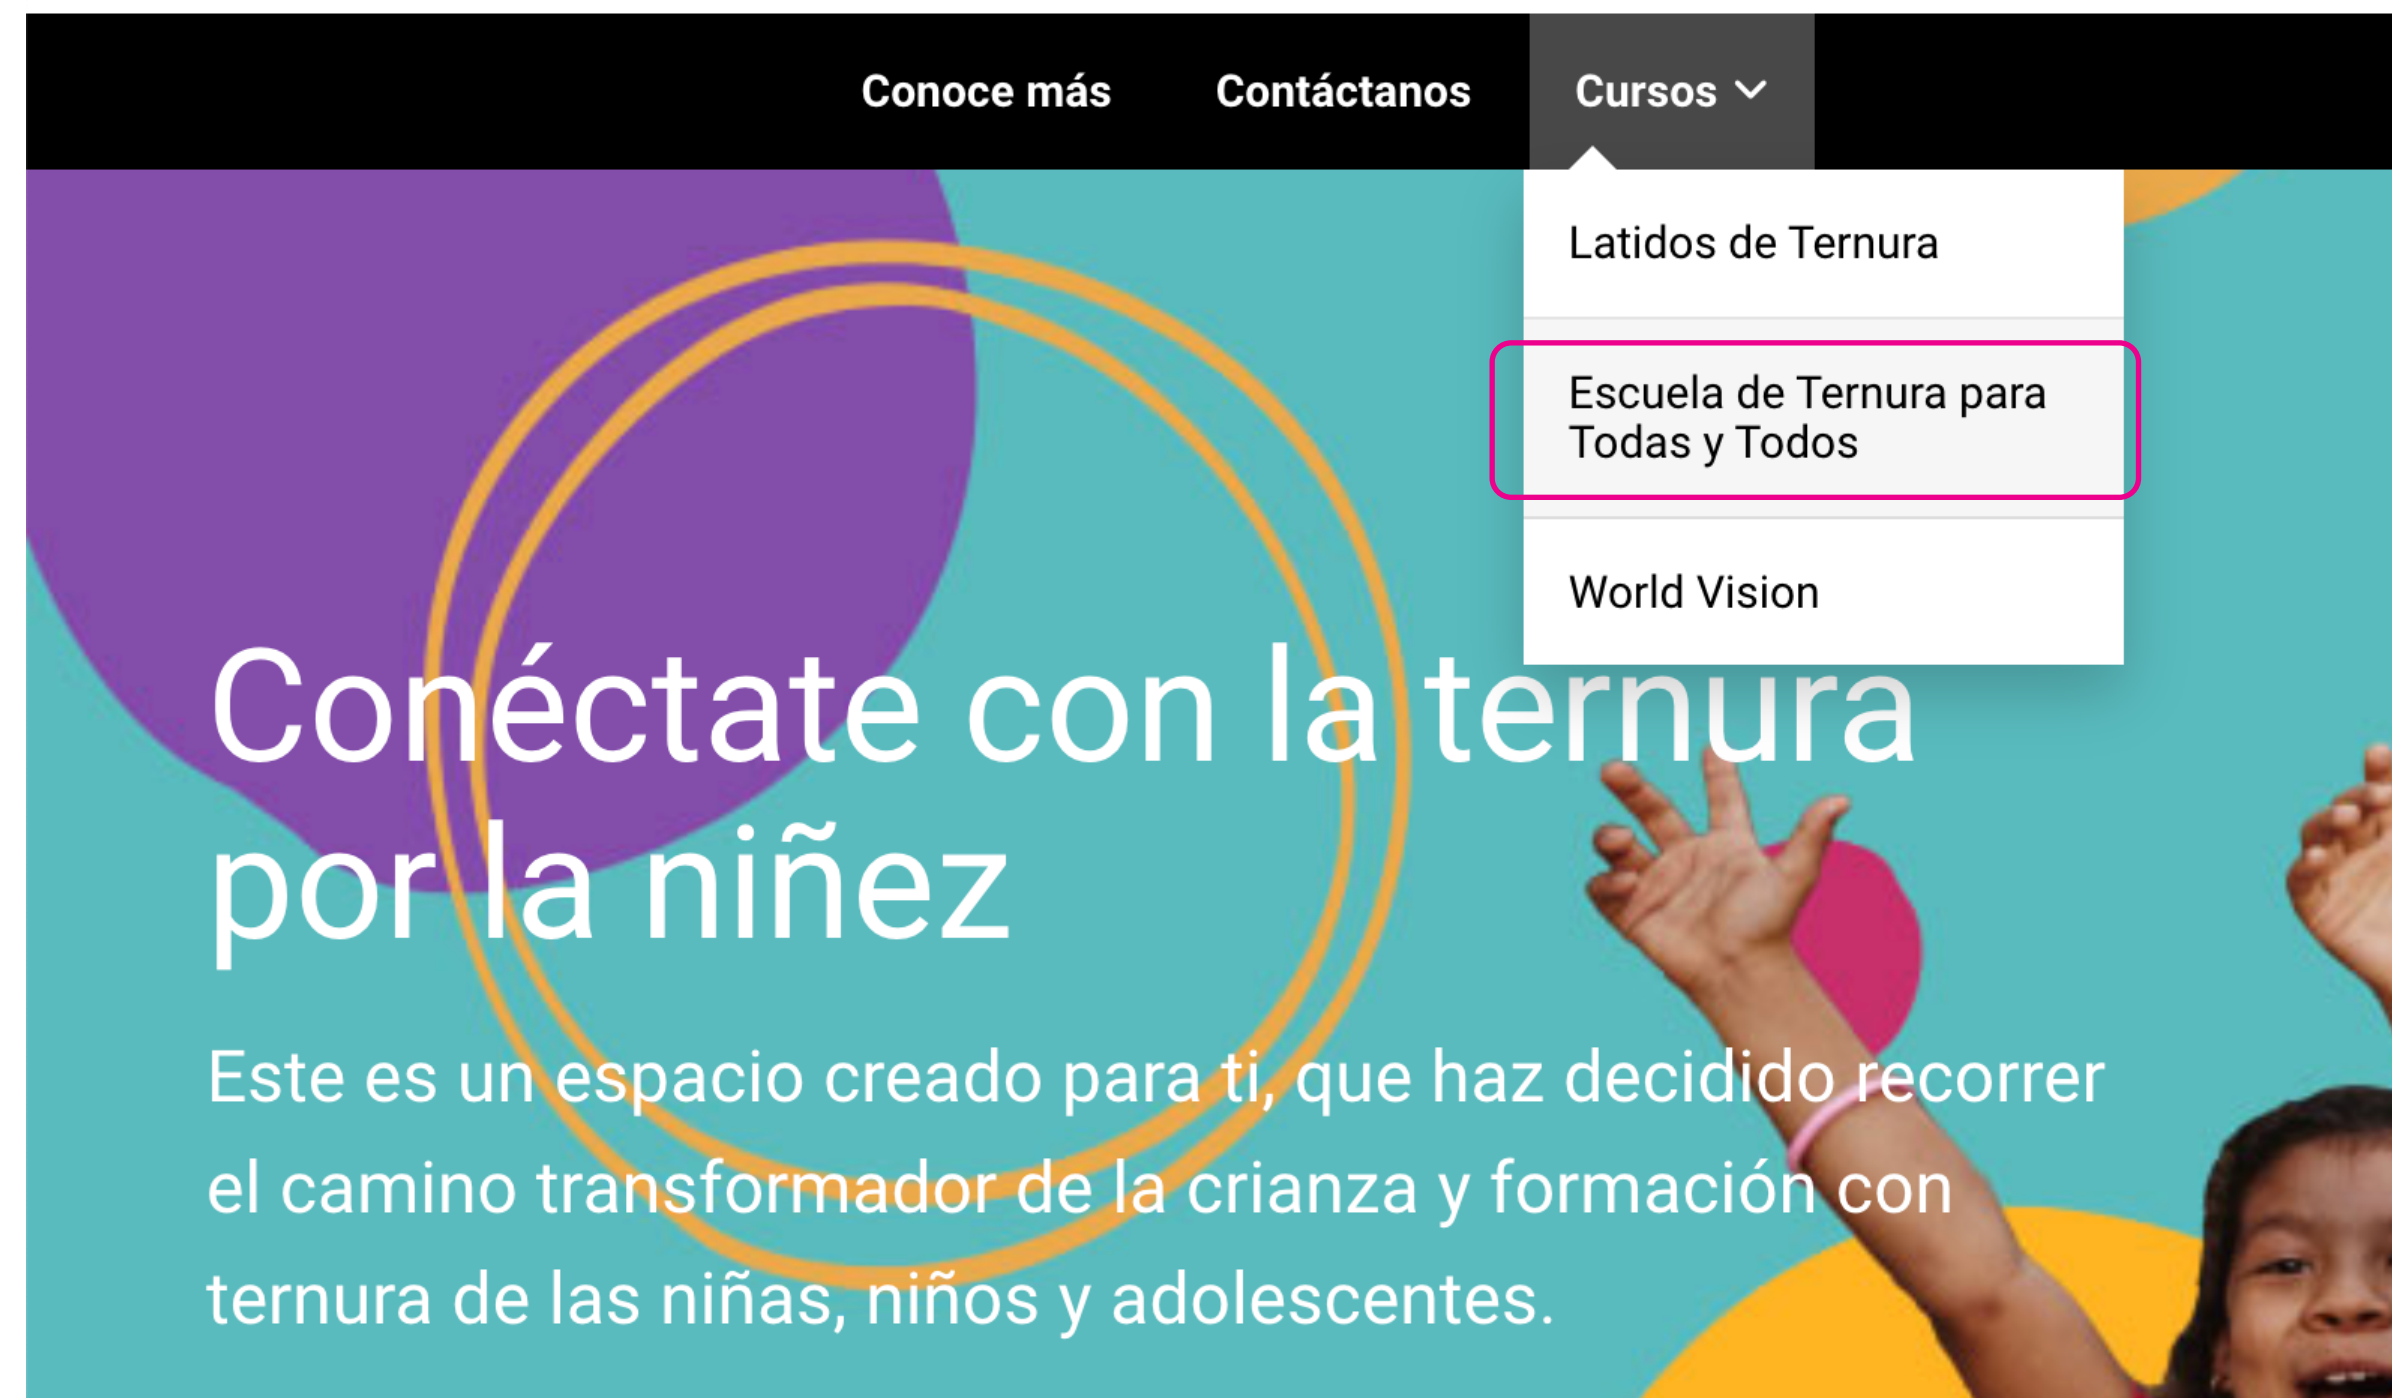 Conoce más
Contáctanos
Cursos
Latidos de Ternura
Escuela de Ternura para
Todas y Todos
World Vision
Conéctate con la ternura
por la niñez
Este es un espacio creado para ti, que haz decidido recorrer
el camino transformador de la crianza y formación con
ternura de las niñas, niños y adolescentes.